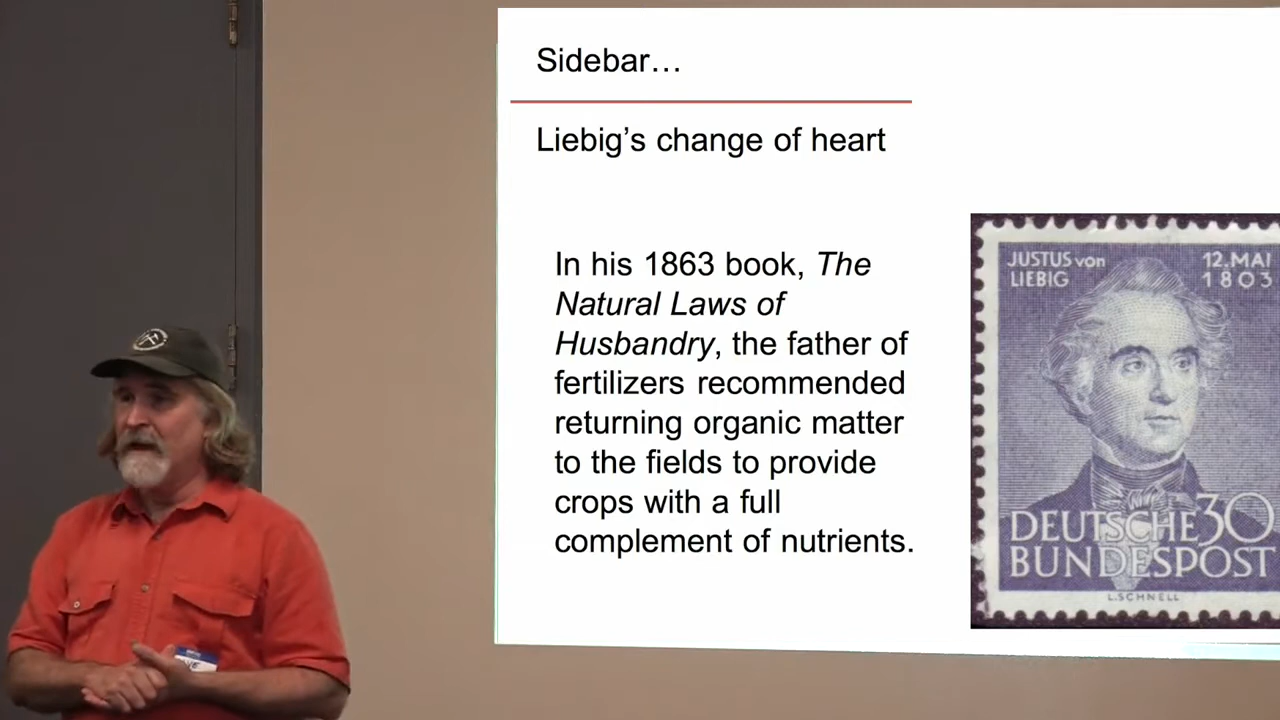 Sidebar…
Liebig’s change of heart
In his 1863 book, The
Natural Laws of
Husbandry, the father of
fertilizers recommended
returning organic matter
to the fields to provide
crops with a full
complement of nutrients.
JUSTUS von
LIEBIG
12.MAI
1803
DEUTSCHE 30
BUNDESPOST
L.SCHNELL